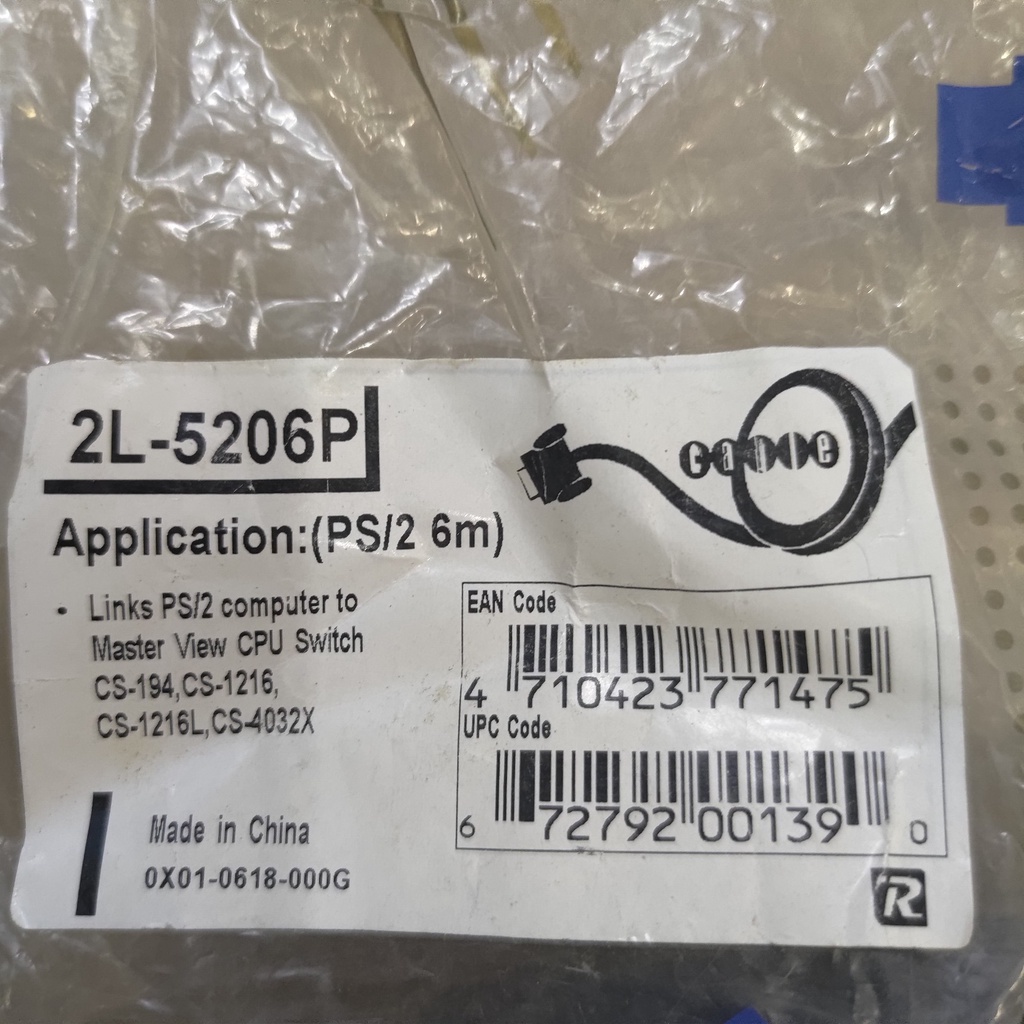 2L-5206P
cable
Application:(PS/2 6m)
• Links PS/2 computer to
Master View CPU Switch
CS-194,CS-1216,
CS-1216L,CS-4032X
EAN Code
4 710423 771475
UPC Code
6 72792 00139 0
Made in China
0X01-0618-000G
R